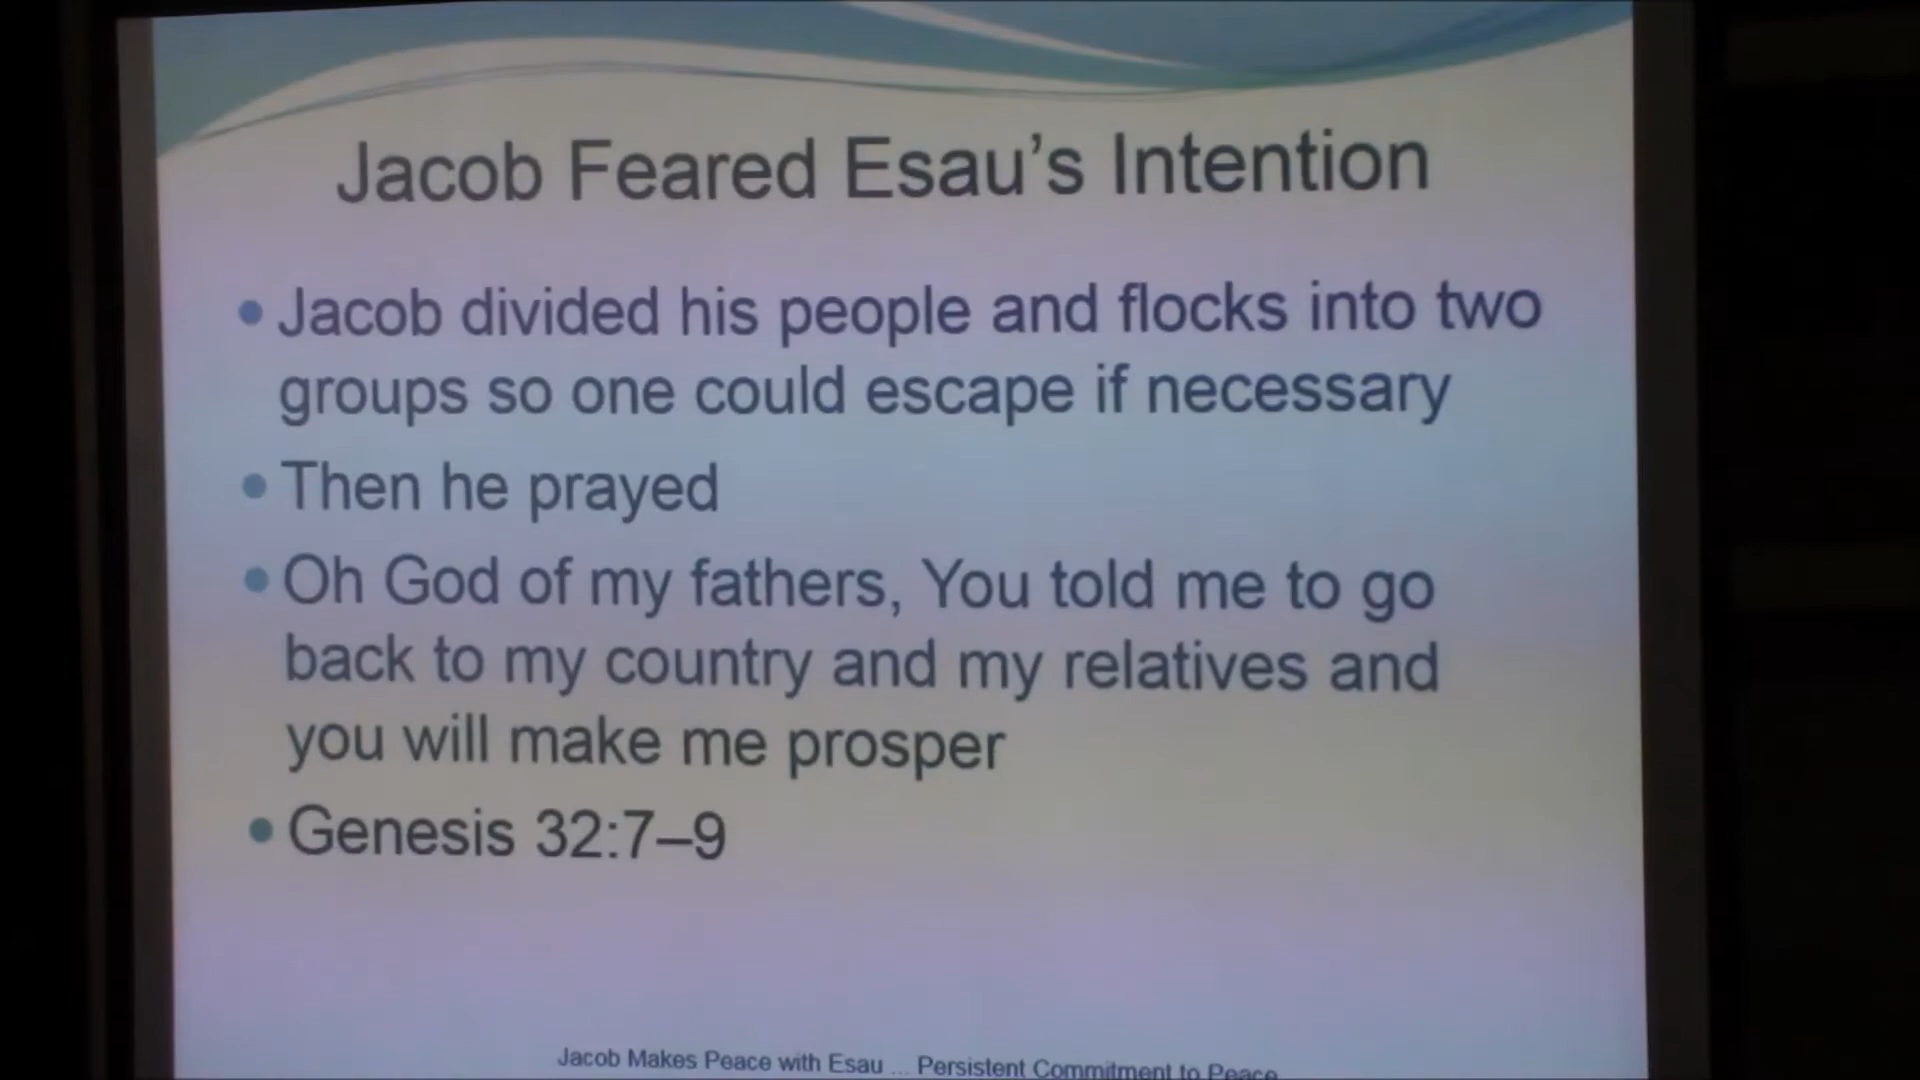 Jacob Feared Esau’s Intention
• Jacob divided his people and flocks into two
groups so one could escape if necessary
• Then he prayed
• Oh God of my fathers, You told me to go
back to my country and my relatives and
you will make me prosper
• Genesis 32:7–9
Jacob Makes Peace with Esau ... Persistent Commitment to Peace